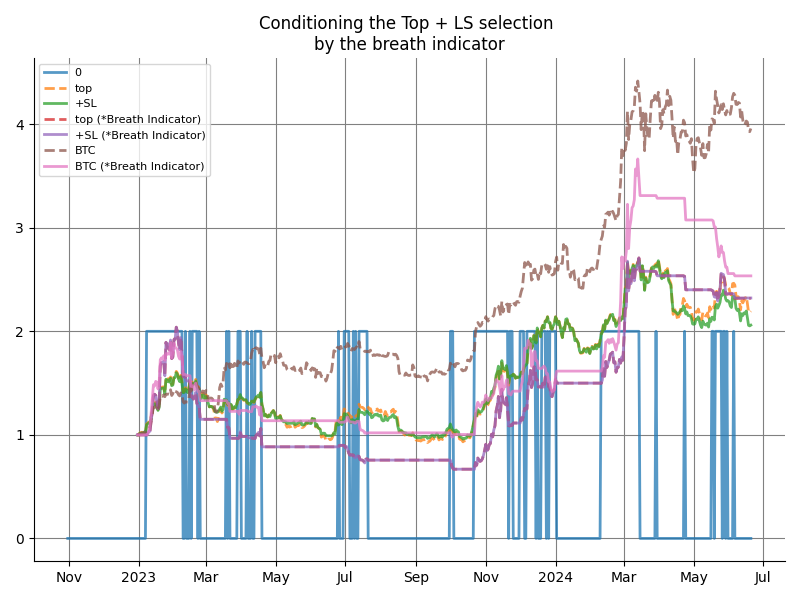 Conditioning the Top + LS selection
by the breath indicator
0
top
+SL
top (*Breath Indicator)
+SL (*Breath Indicator)
BTC
BTC (*Breath Indicator)
4
3
2
1
0
Nov
2023
Mar
May
Jul
Sep
Nov
2024
Mar
May
Jul